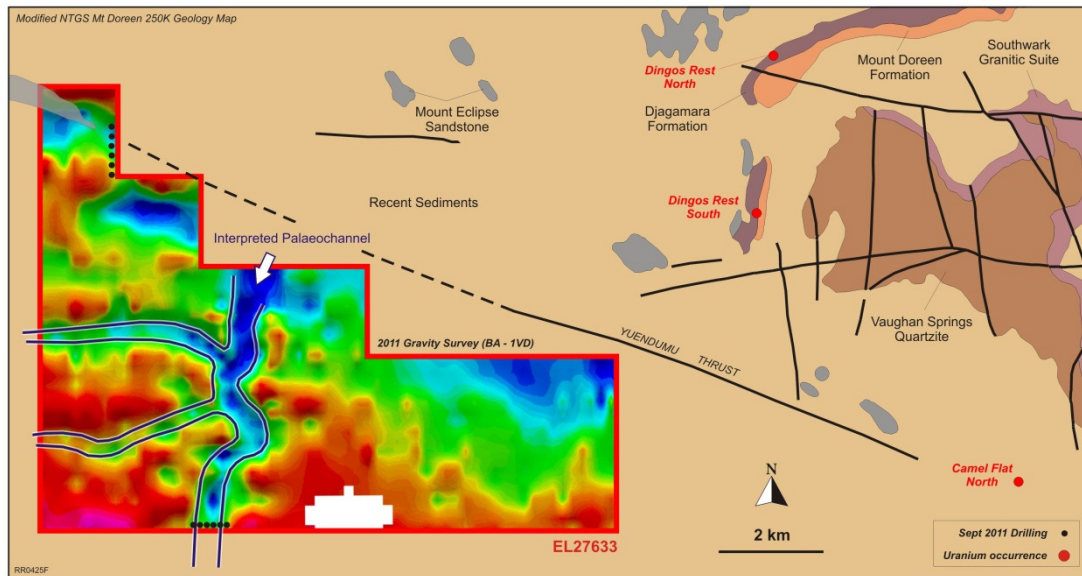 Modified NTGS Mt Doreen 250K Geology Map
Dingos Rest
North
Mount Doreen
Formation
Southwark
Granitic Suite
Mount Eclipse
Sandstone
Djagamara
Formation
Recent Sediments
Dingos Rest
South
Interpreted Palaeochannel
Vaughan Springs
Quartzite
2011 Gravity Survey (BA - 1VD)
YUENDUMU THRUST
Camel Flat
North
N
2 km
EL27633
Sept 2011 Drilling
Uranium occurrence
RR0425F